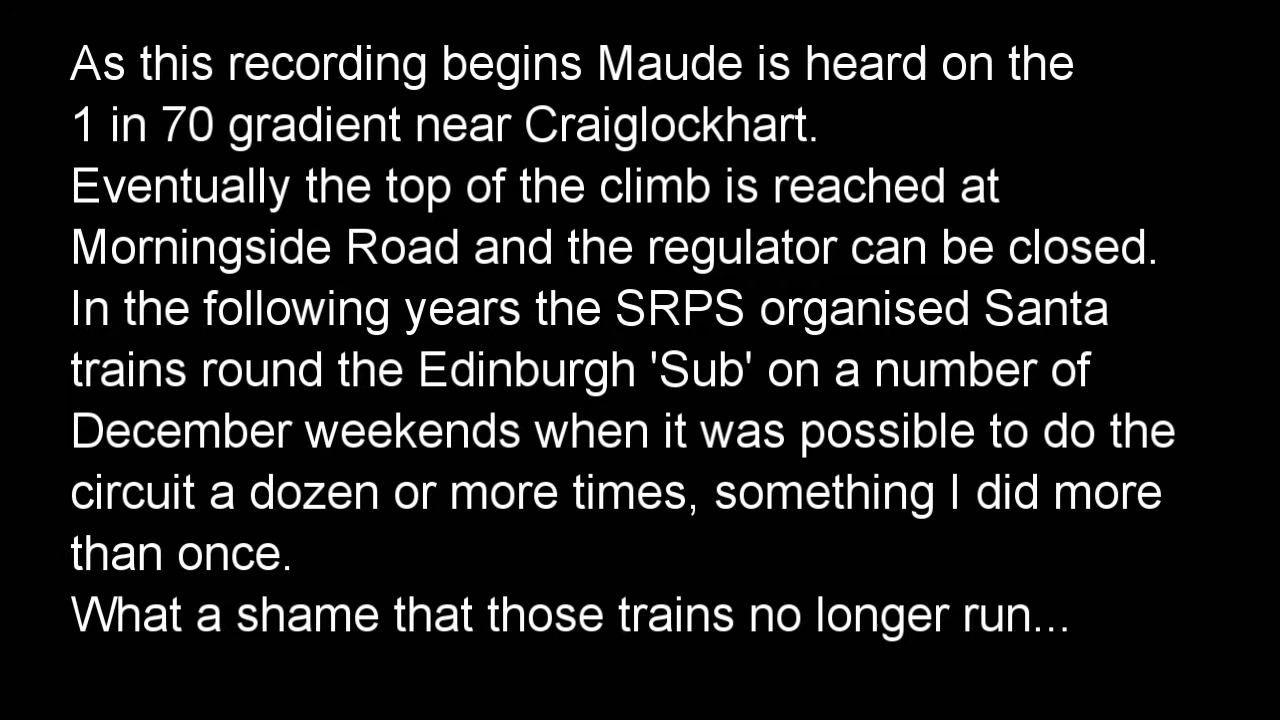 As this recording begins Maude is heard on the
1 in 70 gradient near Craiglockhart.
Eventually the top of the climb is reached at
Morningside Road and the regulator can be closed.
In the following years the SRPS organised Santa
trains round the Edinburgh 'Sub' on a number of
December weekends when it was possible to do the
circuit a dozen or more times, something I did more
than once.
What a shame that those trains no longer run...